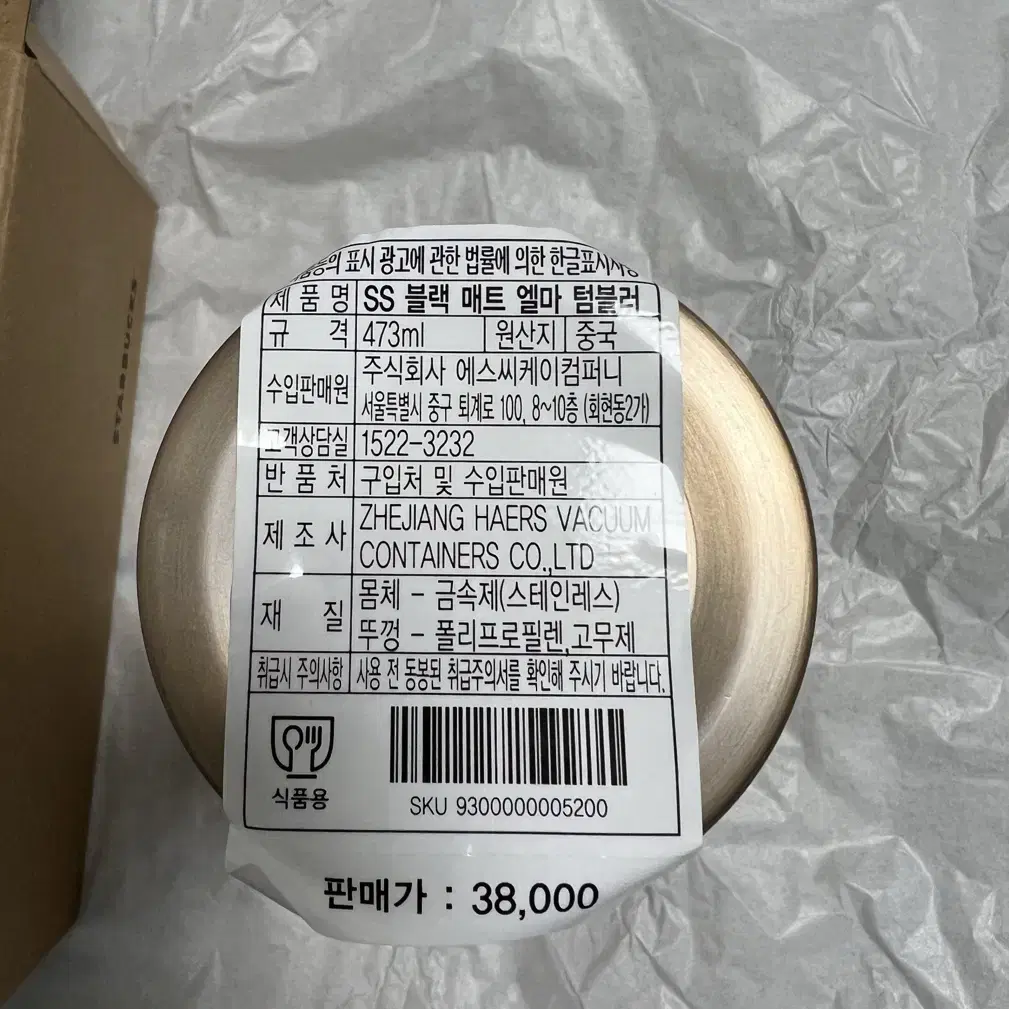 표시 광고에 관한 법률에 의한 한글표시사항
제 품 명 SS 블랙 매트 엘마 텀블러
규 격 473ml 원산지 중국
수입판매원 주식회사 에스씨케이컴퍼니
서울특별시 중구 퇴계로 100, 8~10층 (회현동2가)
고객상담실 1522-3232
반 품 처 구입처 및 수입판매원
제 조 사 ZHEJIANG HAERS VACUUM
CONTAINERS CO.,LTD
재 질 몸체 - 금속제(스테인레스)
뚜껑 - 폴리프로필렌,고무제
취급시 주의사항 사용 전 동봉된 취급주의서를 확인해 주시기 바랍니다.
식품용
SKU 9300000005200
판매가 : 38,000
STARBUCKS